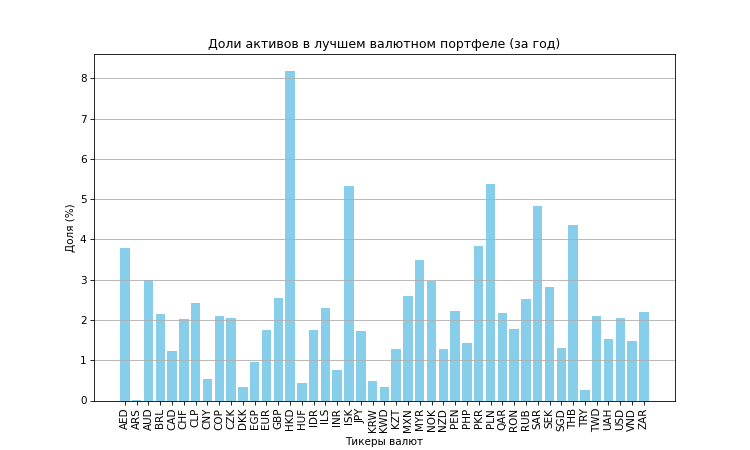 Доли активов в лучшем валютном портфеле (за год)
Доля (%)
8
7
6
5
4
3
2
1
0
AED ARS AUD BRL CAD CHF CLP CNY COP CZK DKK EGP EUR GBP HKD HUF IDR ILS INR ISK JPY KRW KWD KZT MXN MYR NOK NZD PEN PHP PKR PLN QAR RON RUB SAR SEK SGD THB TRY TWD UAH USD VND ZAR
Тикеры валют